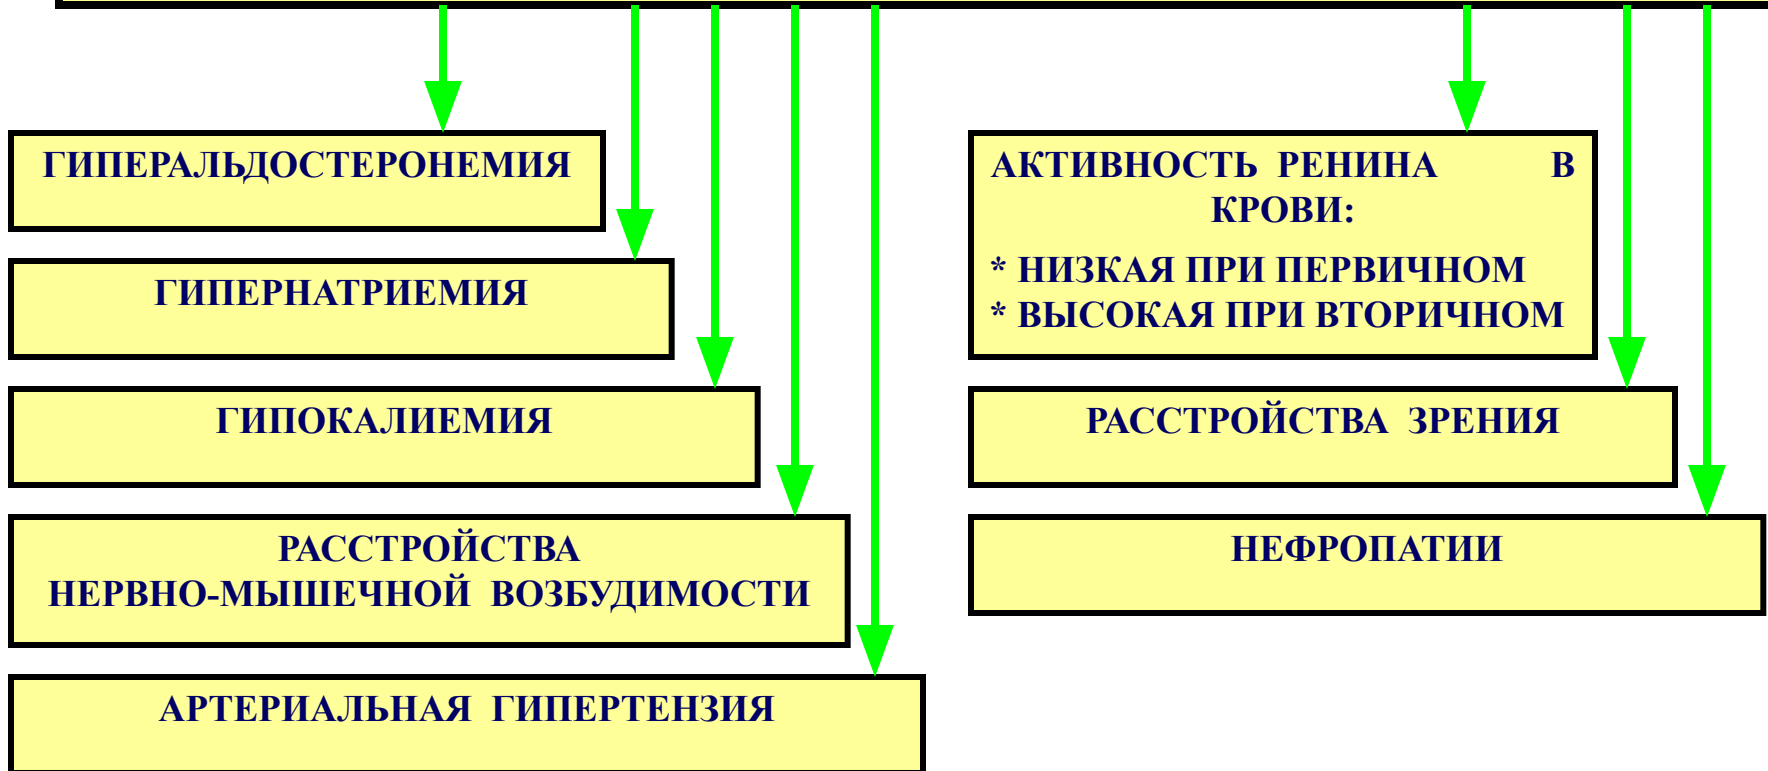 ГИПЕРАЛЬДОСТЕРОНЕМИЯ
ГИПЕРНАТРИЕМИЯ
ГИПОКАЛИЕМИЯ
РАССТРОЙСТВА
НЕРВНО-МЫШЕЧНОЙ ВОЗБУДИМОСТИ
АРТЕРИАЛЬНАЯ ГИПЕРТЕНЗИЯ
АКТИВНОСТЬ РЕНИНА В
КРОВИ:
* НИЗКАЯ ПРИ ПЕРВИЧНОМ
* ВЫСОКАЯ ПРИ ВТОРИЧНОМ
РАССТРОЙСТВА ЗРЕНИЯ
НЕФРОПАТИИ